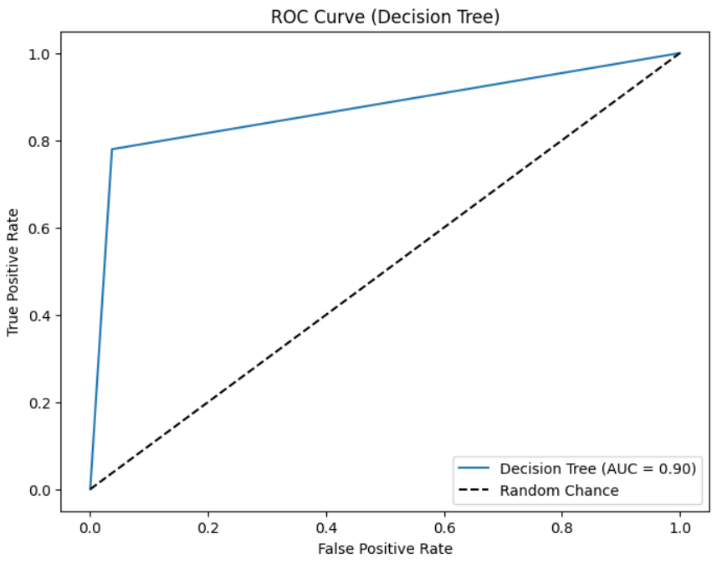 ROC Curve (Decision Tree)
1.0
0.8
0.6
0.4
0.2
0.0
True Positive Rate
Decision Tree (AUC = 0.90)
Random Chance
0.0 0.2 0.4 0.6 0.8 1.0
False Positive Rate